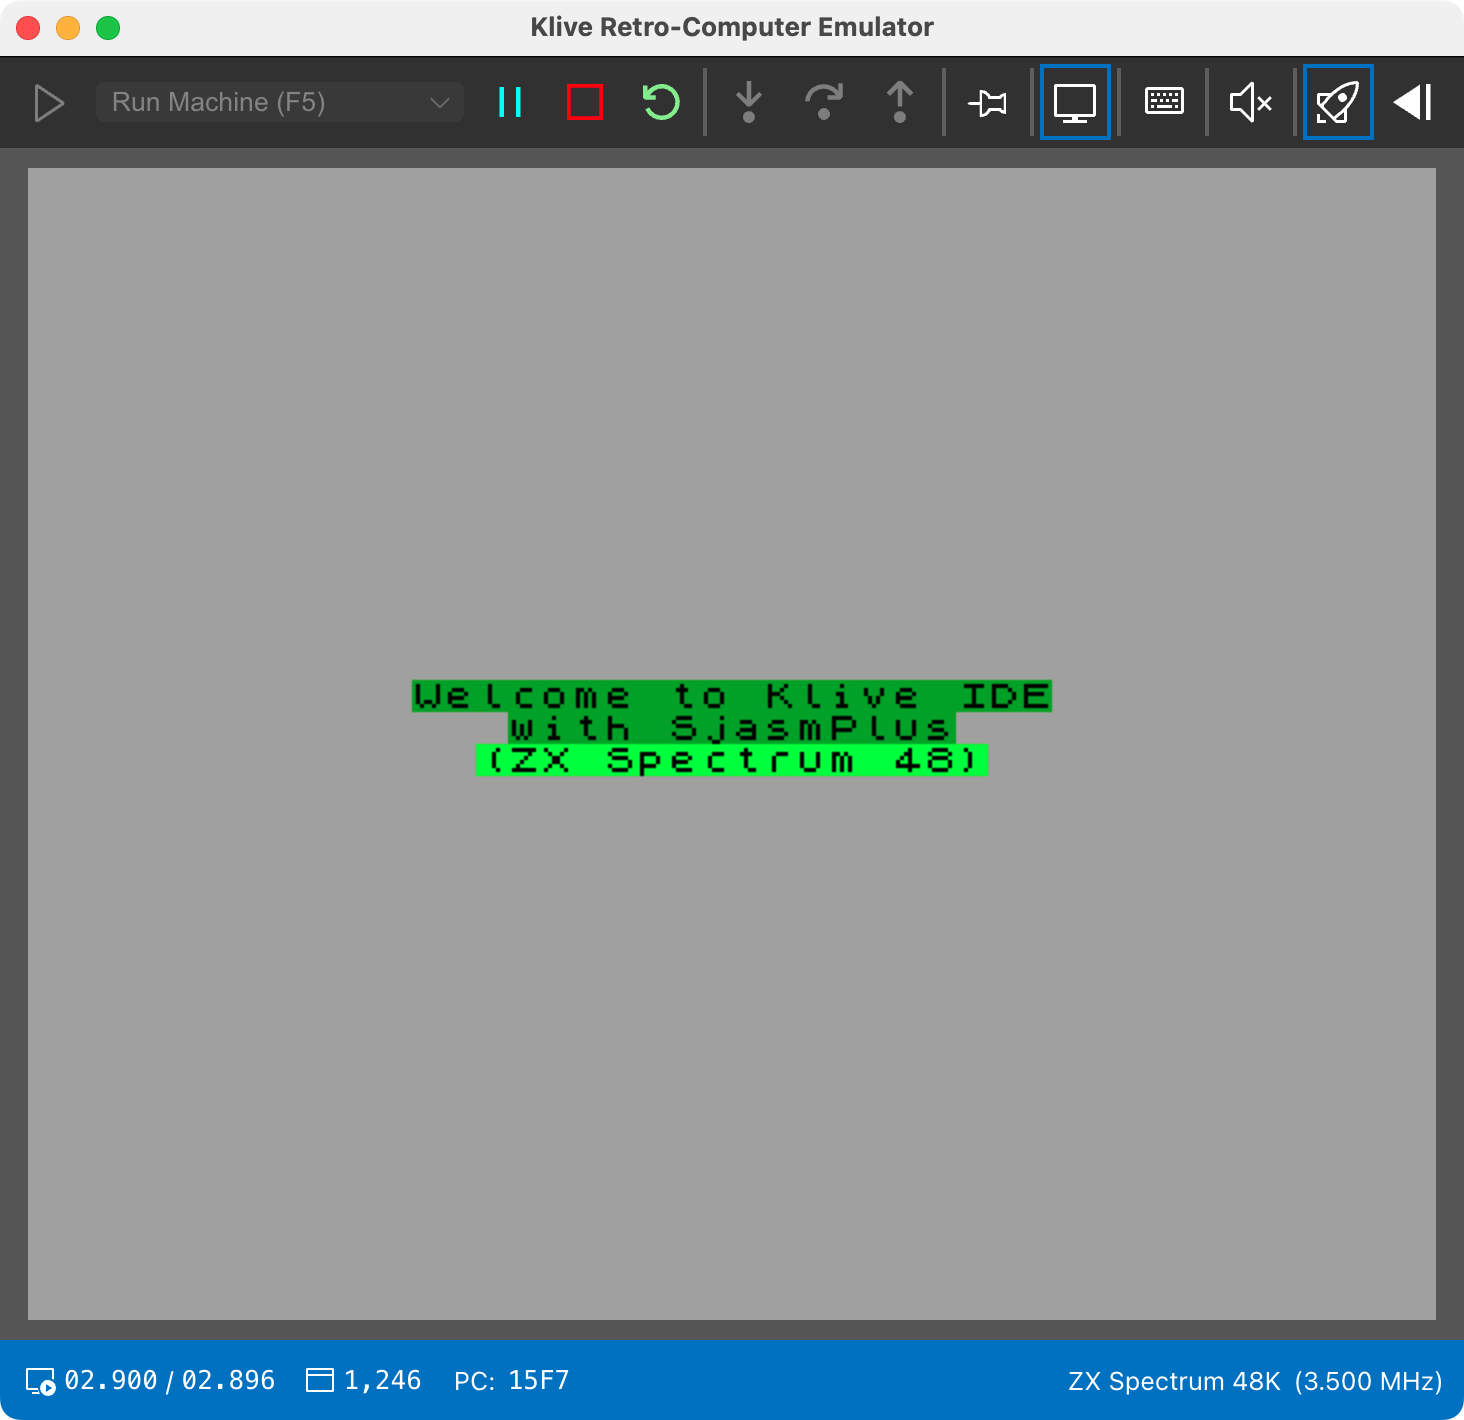 Klive Retro-Computer Emulator
Run Machine (F5)
Welcome to Klive IDE
with SjasmPlus
(ZX Spectrum 48)
02.900 / 02.896 1,246 PC: 15F7 ZX Spectrum 48K (3.500 MHz)